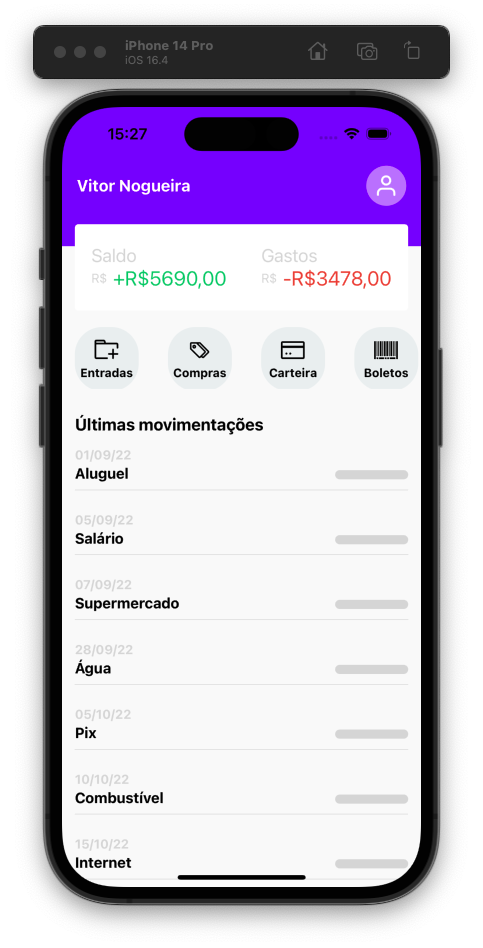 iPhone 14 Pro
iOS 16.4
15:27
Vitor Nogueira
Saldo
R$ +R$5690,00
Gastos
R$ -R$3478,00
Entradas
Compras
Carteira
Boletos
Últimas movimentações
01/09/22
Aluguel
05/09/22
Salário
07/09/22
Supermercado
28/09/22
Água
05/10/22
Pix
10/10/22
Combustível
15/10/22
Internet